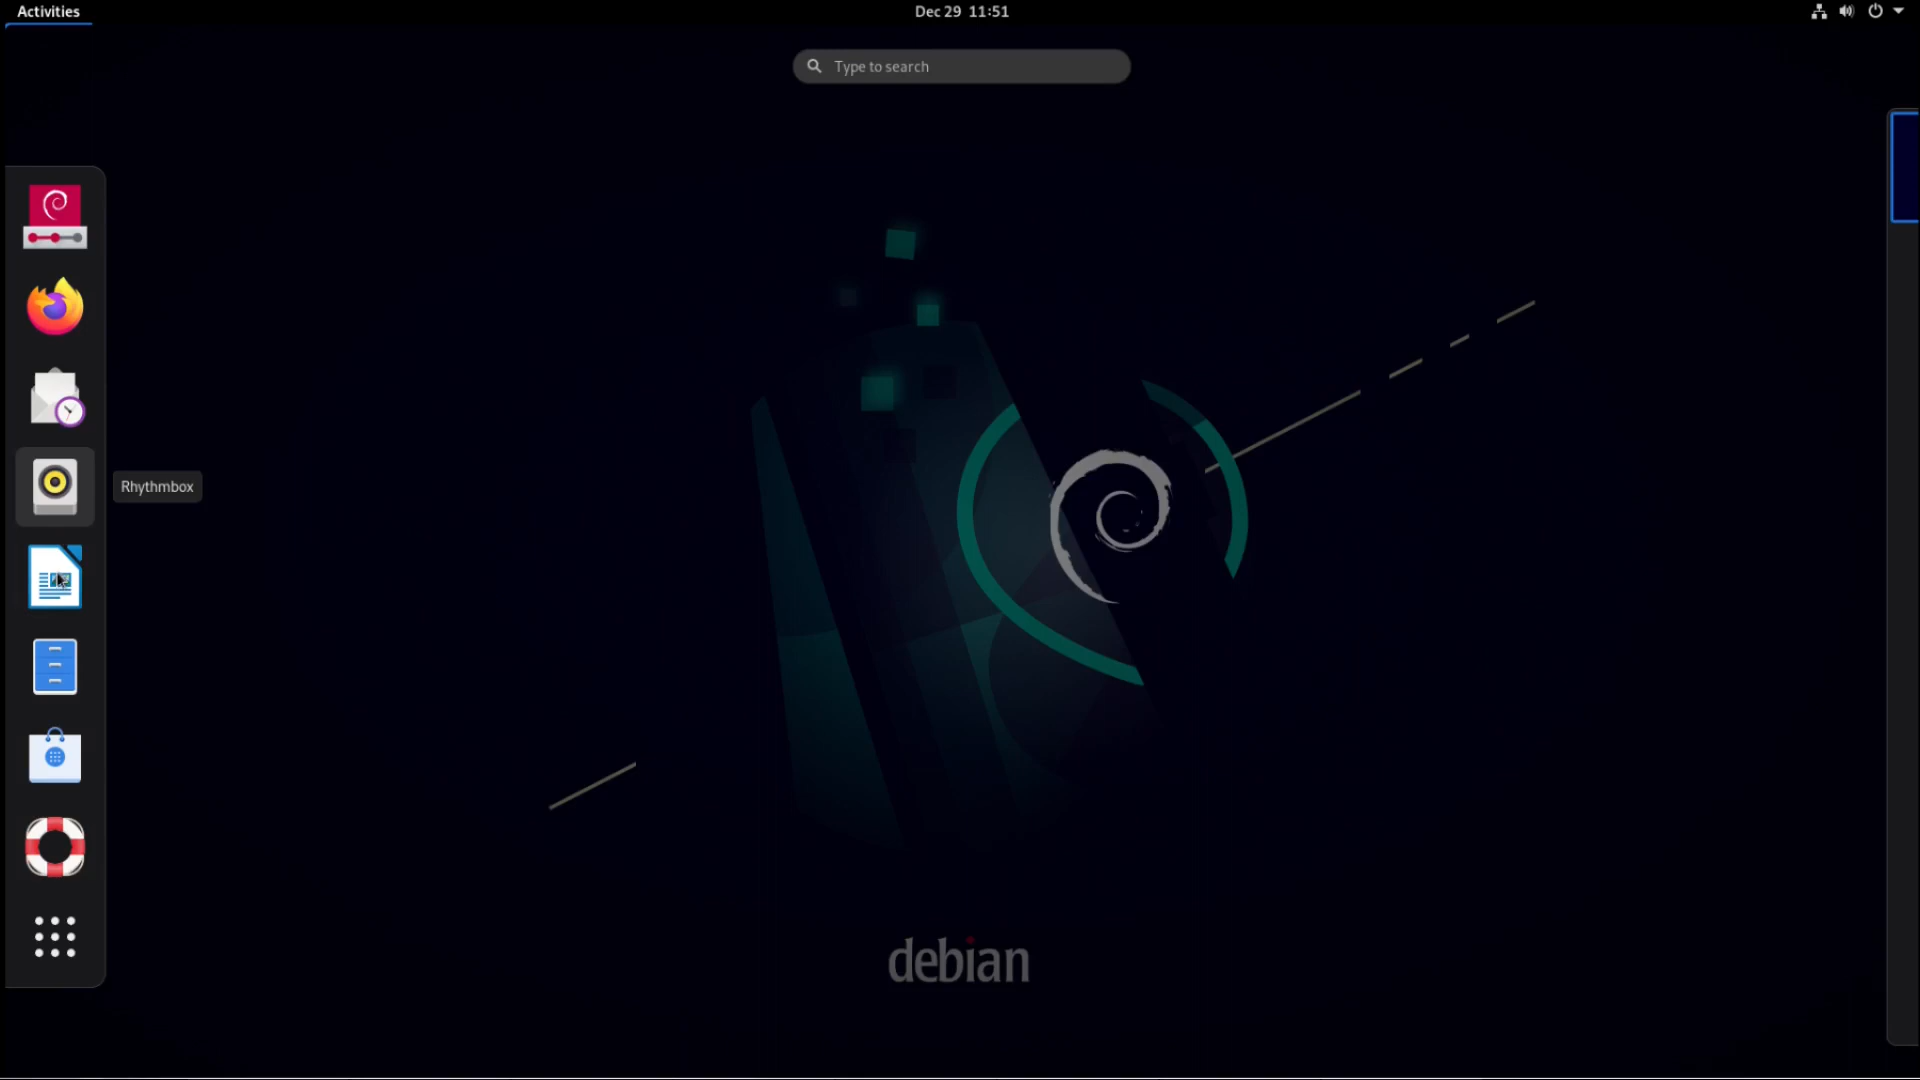 Activities
Dec 29 11:51
Type to search
Rhythmbox
debian